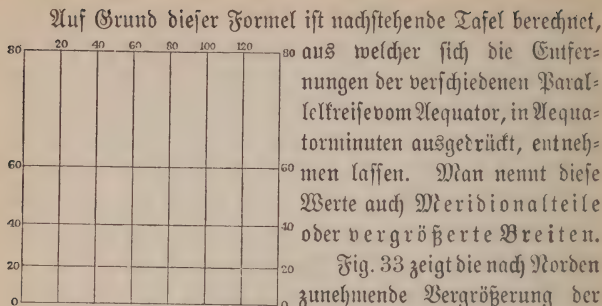 Auf Grund dieser Formel ist nachstehende Tafel berechnet,
20 40 60 80 100 120
80 80
60 60
40 40
20 20
0 0
aus welcher sich die Entfer-
nungen der verschiedenen Paral-
lelkreise vom Aequator, in Aequa-
torminuten ausgedrückt, entneh-
men lassen. Man nennt diese
Werte auch Meridionalteile
oder vergrößerte Breiten.
Fig. 33 zeigt die nach Norden
zunehmende Vergrößerung der